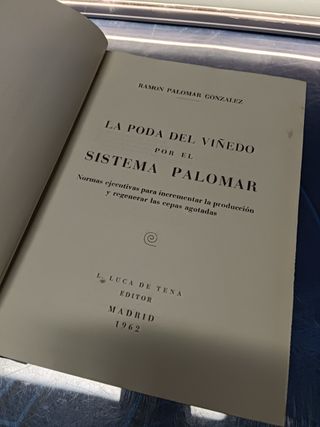 RAMON PALOMAR GONZALEZ
LA PODA DEL VIÑEDO
POR EL
SISTEMA PALOMAR
Normas ejecutivas para incrementar la producción
y regenerar las cepas agotadas
L. LUCA DE TENA
EDITOR
MADRID
1962